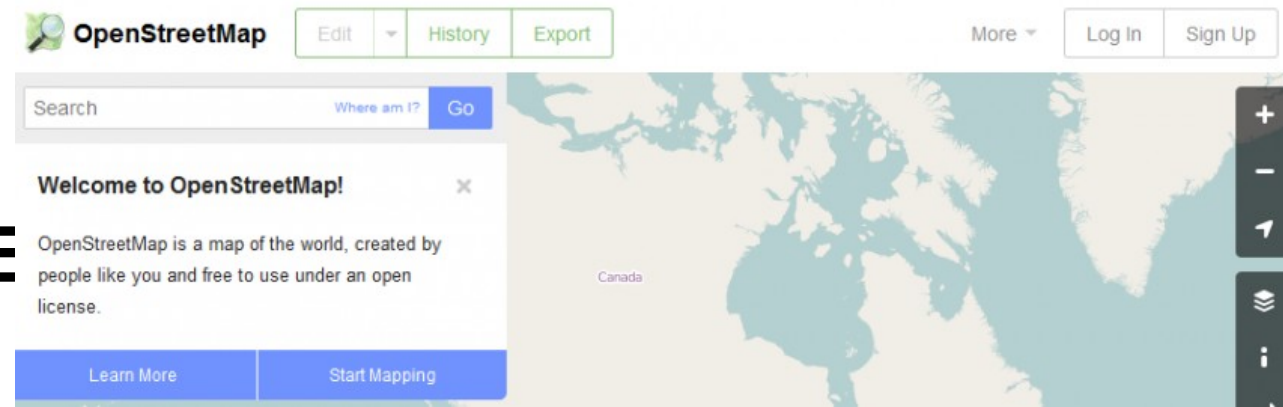 OpenStreetMap Edit History Export More Log In Sign Up
Search Where am I? Go
Welcome to OpenStreetMap!
OpenStreetMap is a map of the world, created by
people like you and free to use under an open
license.
Canada
Learn More Start Mapping